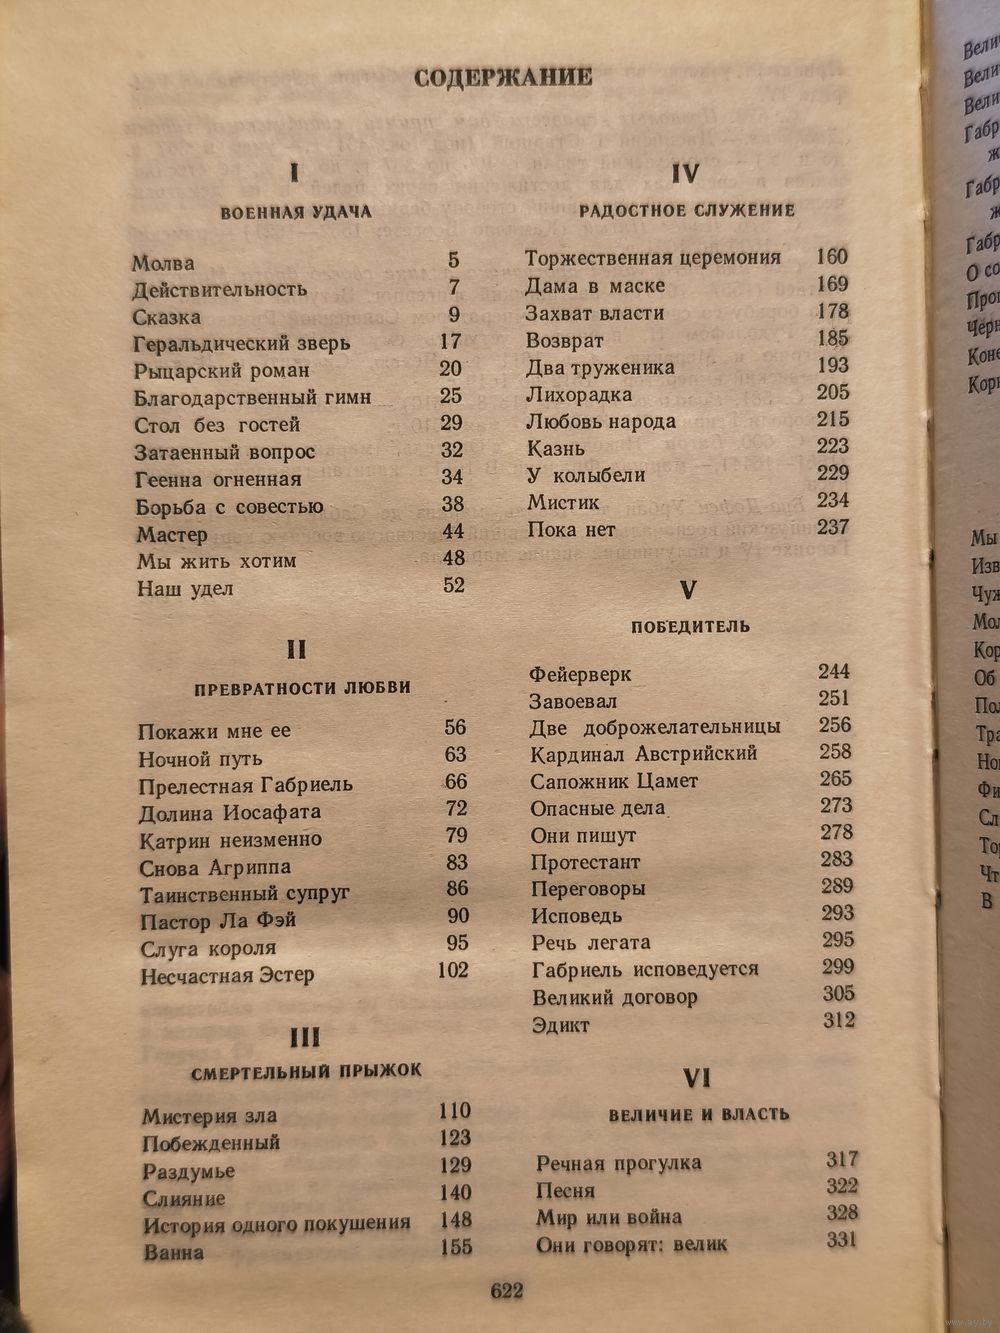 СОДЕРЖАНИЕ
I
ВОЕННАЯ УДАЧА
Молва 5
Действительность 7
Сказка 9
Геральдический зверь 17
Рыцарский роман 20
Благодарственный гимн 25
Стол без гостей 29
Затаенный вопрос 32
Геенна огненная 34
Борьба с совестью 38
Мастер 44
Мы жить хотим 48
Наш удел 52
II
ПРЕВРАТНОСТИ ЛЮБВИ
Покажи мне ее 56
Ночной путь 63
Прелестная Габриель 66
Долина Иосафата 72
Катрин неизменно 79
Снова Агриппа 83
Таинственный супруг 86
Пастор Ла Фэй 90
Слуга короля 95
Несчастная Эстер 102
III
СМЕРТЕЛЬНЫЙ ПРЫЖОК
Мистерия зла 110
Побежденный 123
Раздумье 129
Слияние 140
История одного покушения 148
Ванна 155
IV
РАДОСТНОЕ СЛУЖЕНИЕ
Торжественная церемония 160
Дама в маске 169
Захват власти 178
Возврат 185
Два труженика 193
Лихорадка 205
Любовь народа 215
Казнь 223
У колыбели 229
Мистик 234
Пока нет 237
V
ПОБЕДИТЕЛЬ
Фейерверк 244
Завоевал 251
Две доброжелательницы 256
Кардинал Австрийский 258
Сапожник Цамет 265
Опасные дела 273
Они пишут 278
Протестант 283
Переговоры 289
Исповедь 293
Речь легата 295
Габриель исповедуется 299
Великий договор 305
Эдикт 312
VI
ВЕЛИЧИЕ И ВЛАСТЬ
Речная прогулка 317
Песня 322
Мир или война 328
Они говорят: велик 331
622
О со
Мы
Об
В
www.ay.by